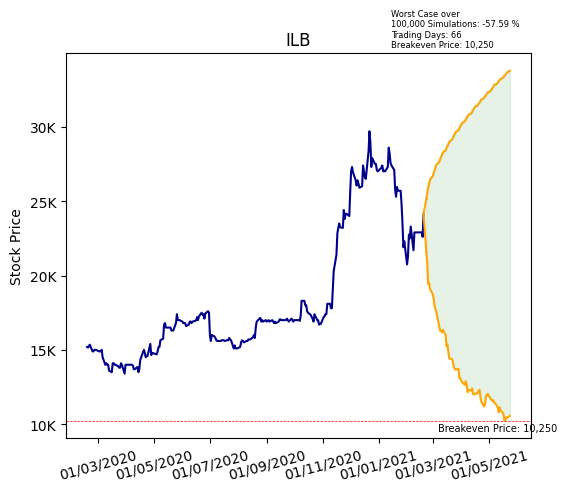 Worst Case over
100,000 Simulations: -57.59 %
Trading Days: 66
Breakeven Price: 10,250
ILB
Stock Price
30K
25K
20K
15K
10K
Breakeven Price: 10,250
01/03/2020
01/05/2020
01/07/2020
01/09/2020
01/11/2020
01/01/2021
01/03/2021
01/05/2021